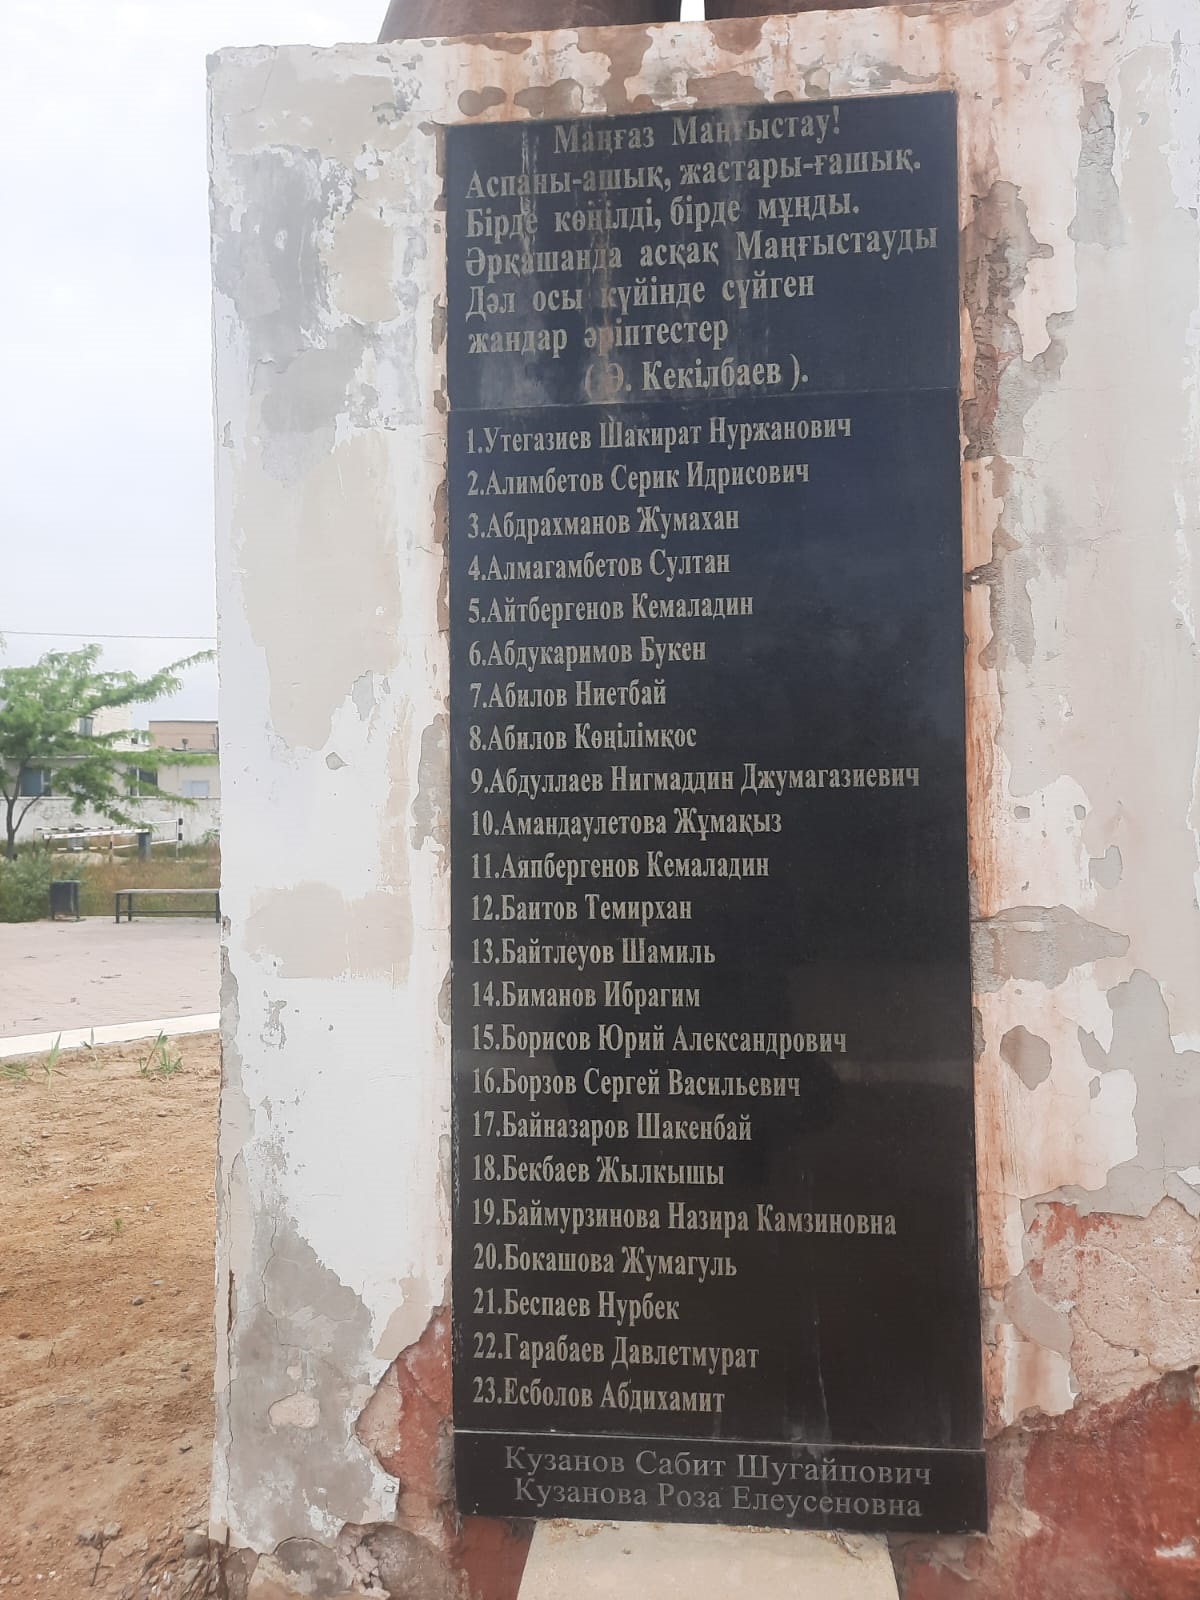 Маңғаз Маңғыстау!
Аспаны-ашық, жастары-ғашық.
Бірде көңілді, бірде мұңды.
Әрқашанда асқақ Маңғыстауды
Дәл осы күйінде сүйген
жандар әріптестер
( Ә. Кекілбаев ).
1.Утегазиев Шакират Нуржанович
2.Алимбетов Серик Идрисович
3.Абдрахманов Жумахан
4.Алмагамбетов Султан
5.Айтбергенов Кемаладин
6.Абдукаримов Букен
7.Абилов Ниетбай
8.Абилов Көңілімқос
9.Абдуллаев Нигмаддин Джумагазиевич
10.Амандаулетова Жұмақыз
11.Аяпбергенов Кемаладин
12.Баитов Темирхан
13.Байтлеуов Шамиль
14.Биманов Ибрагим
15.Борисов Юрий Александрович
16.Борзов Сергей Васильевич
17.Байназаров Шакенбай
18.Бекбаев Жылкышы
19.Баймурзинова Назира Камзиновна
20.Бокашова Жумагуль
21.Беспаев Нурбек
22.Гарабаев Давлетмурат
23.Есболов Абдихамит
Кузанов Сабит Шугайпович
Кузанова Роза Елеусеновна